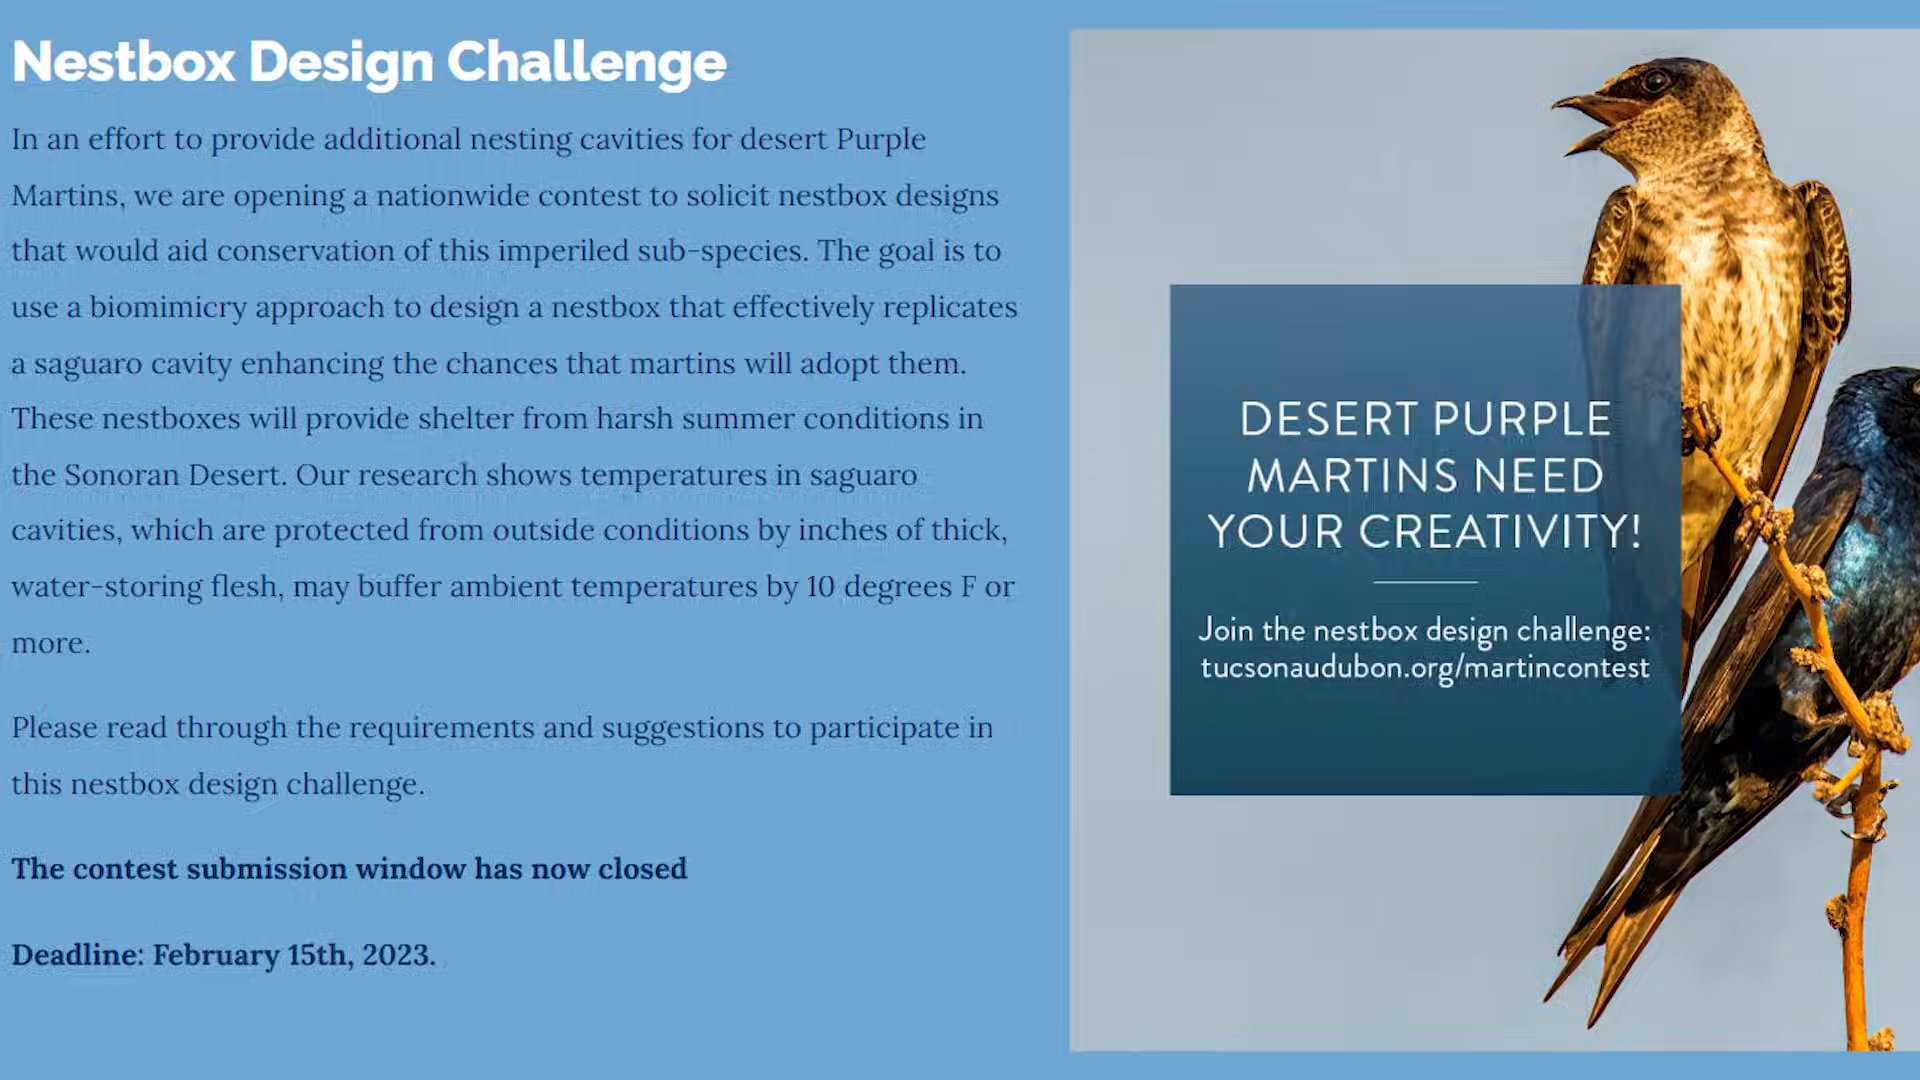 Nestbox Design Challenge
In an effort to provide additional nesting cavities for desert Purple
Martins, we are opening a nationwide contest to solicit nestbox designs
that would aid conservation of this imperiled sub-species. The goal is to
use a biomimicry approach to design a nestbox that effectively replicates
a saguaro cavity enhancing the chances that martins will adopt them.
These nestboxes will provide shelter from harsh summer conditions in
the Sonoran Desert. Our research shows temperatures in saguaro
cavities, which are protected from outside conditions by inches of thick,
water-storing flesh, may buffer ambient temperatures by 10 degrees F or
more.
Please read through the requirements and suggestions to participate in
this nestbox design challenge.
The contest submission window has now closed
Deadline: February 15th, 2023.
DESERT PURPLE
MARTINS NEED
YOUR CREATIVITY!
Join the nestbox design challenge:
tucsonaudubon.org/martincontest